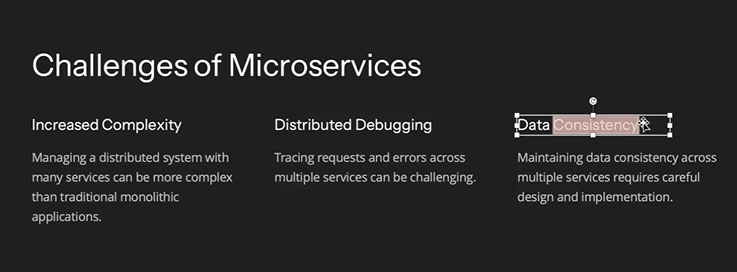 Challenges of Microservices
Increased Complexity
Managing a distributed system with
many services can be more complex
than traditional monolithic
applications.
Distributed Debugging
Tracing requests and errors across
multiple services can be challenging.
Data Consistency
Maintaining data consistency across
multiple services requires careful
design and implementation.